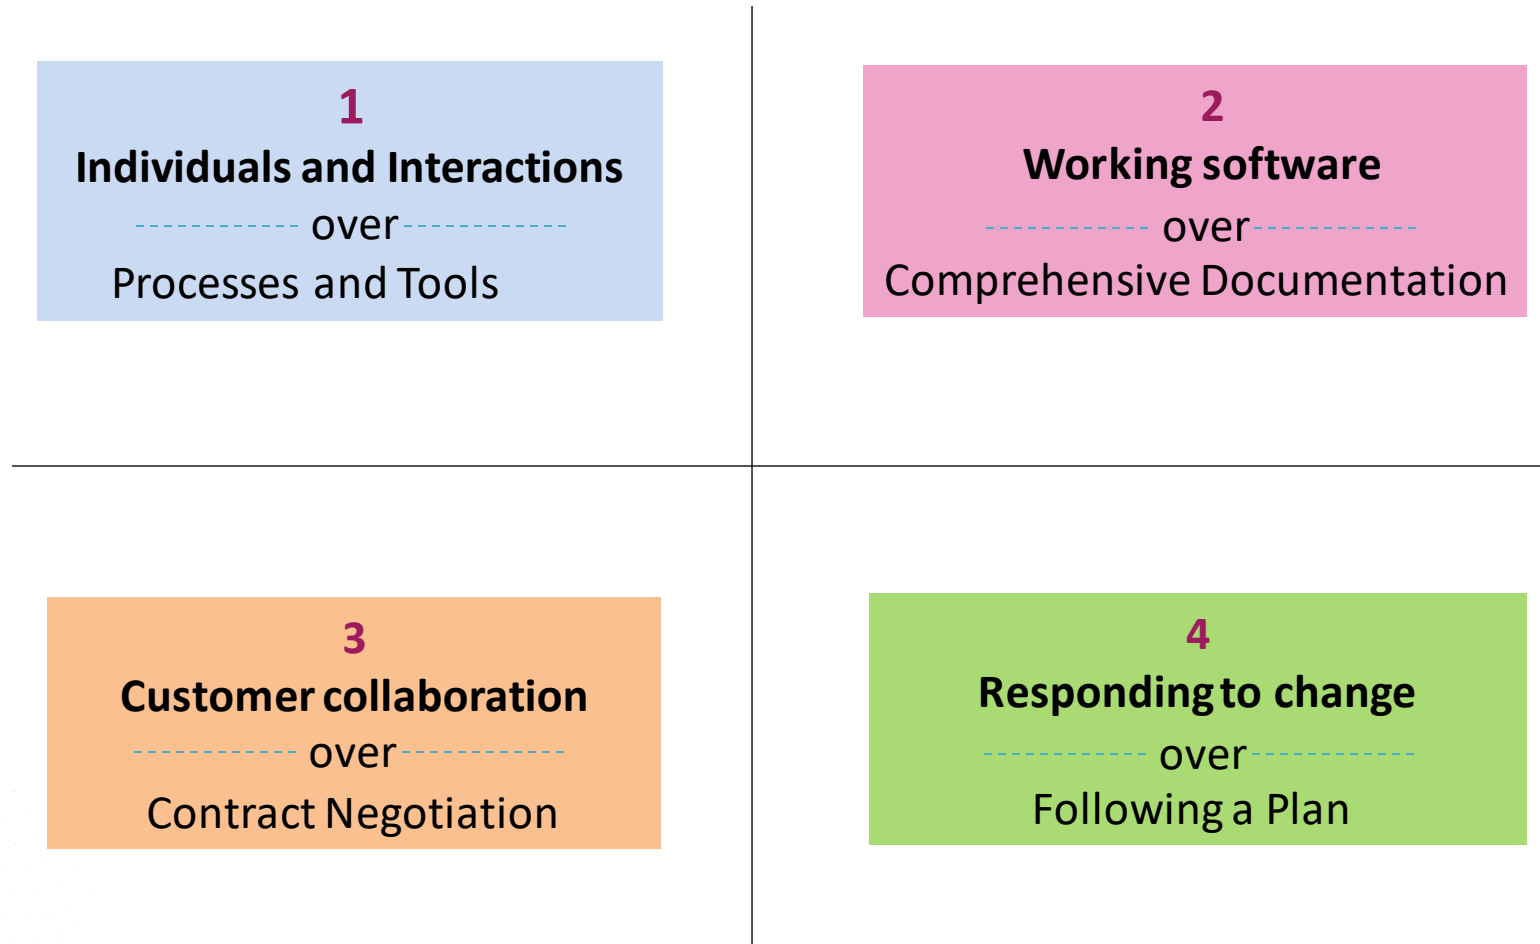 1
Individuals and Interactions
over
Processes and Tools
2
Working software
over
Comprehensive Documentation
3
Customer collaboration
over
Contract Negotiation
4
Responding to change
over
Following a Plan